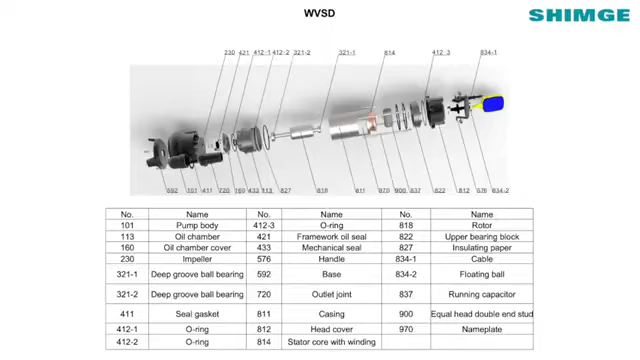 WVSD
SHIMGE
230 421 412-1 412-2 321-2 321-1 814 412-3 834-1
592 101 411 720 160 433 113 827 818 811 970 900 837 822 812 576 834-2
No. Name No. Name No. Name
101 Pump body 412-3 O-ring 818 Rotor
113 Oil chamber 421 Framework oil seal 822 Upper bearing block
160 Oil chamber cover 433 Mechanical seal 827 Insulating paper
230 Impeller 576 Handle 834-1 Cable
321-1 Deep groove ball bearing 592 Base 834-2 Floating ball
321-2 Deep groove ball bearing 720 Outlet joint 837 Running capacitor
411 Seal gasket 811 Casing 900 Equal head double end stud
412-1 O-ring 812 Head cover 970 Nameplate
412-2 O-ring 814 Stator core with winding